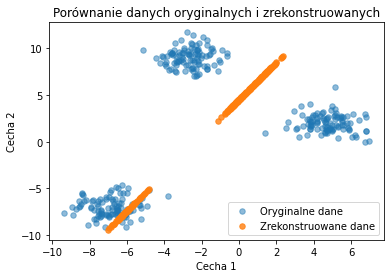 Porównanie danych oryginalnych i zrekonstruowanych
10
5
0
−5
−10
Cecha 2
−10 −8 −6 −4 −2 0 2 4 6
Cecha 1
Oryginalne dane
Zrekonstruowane dane